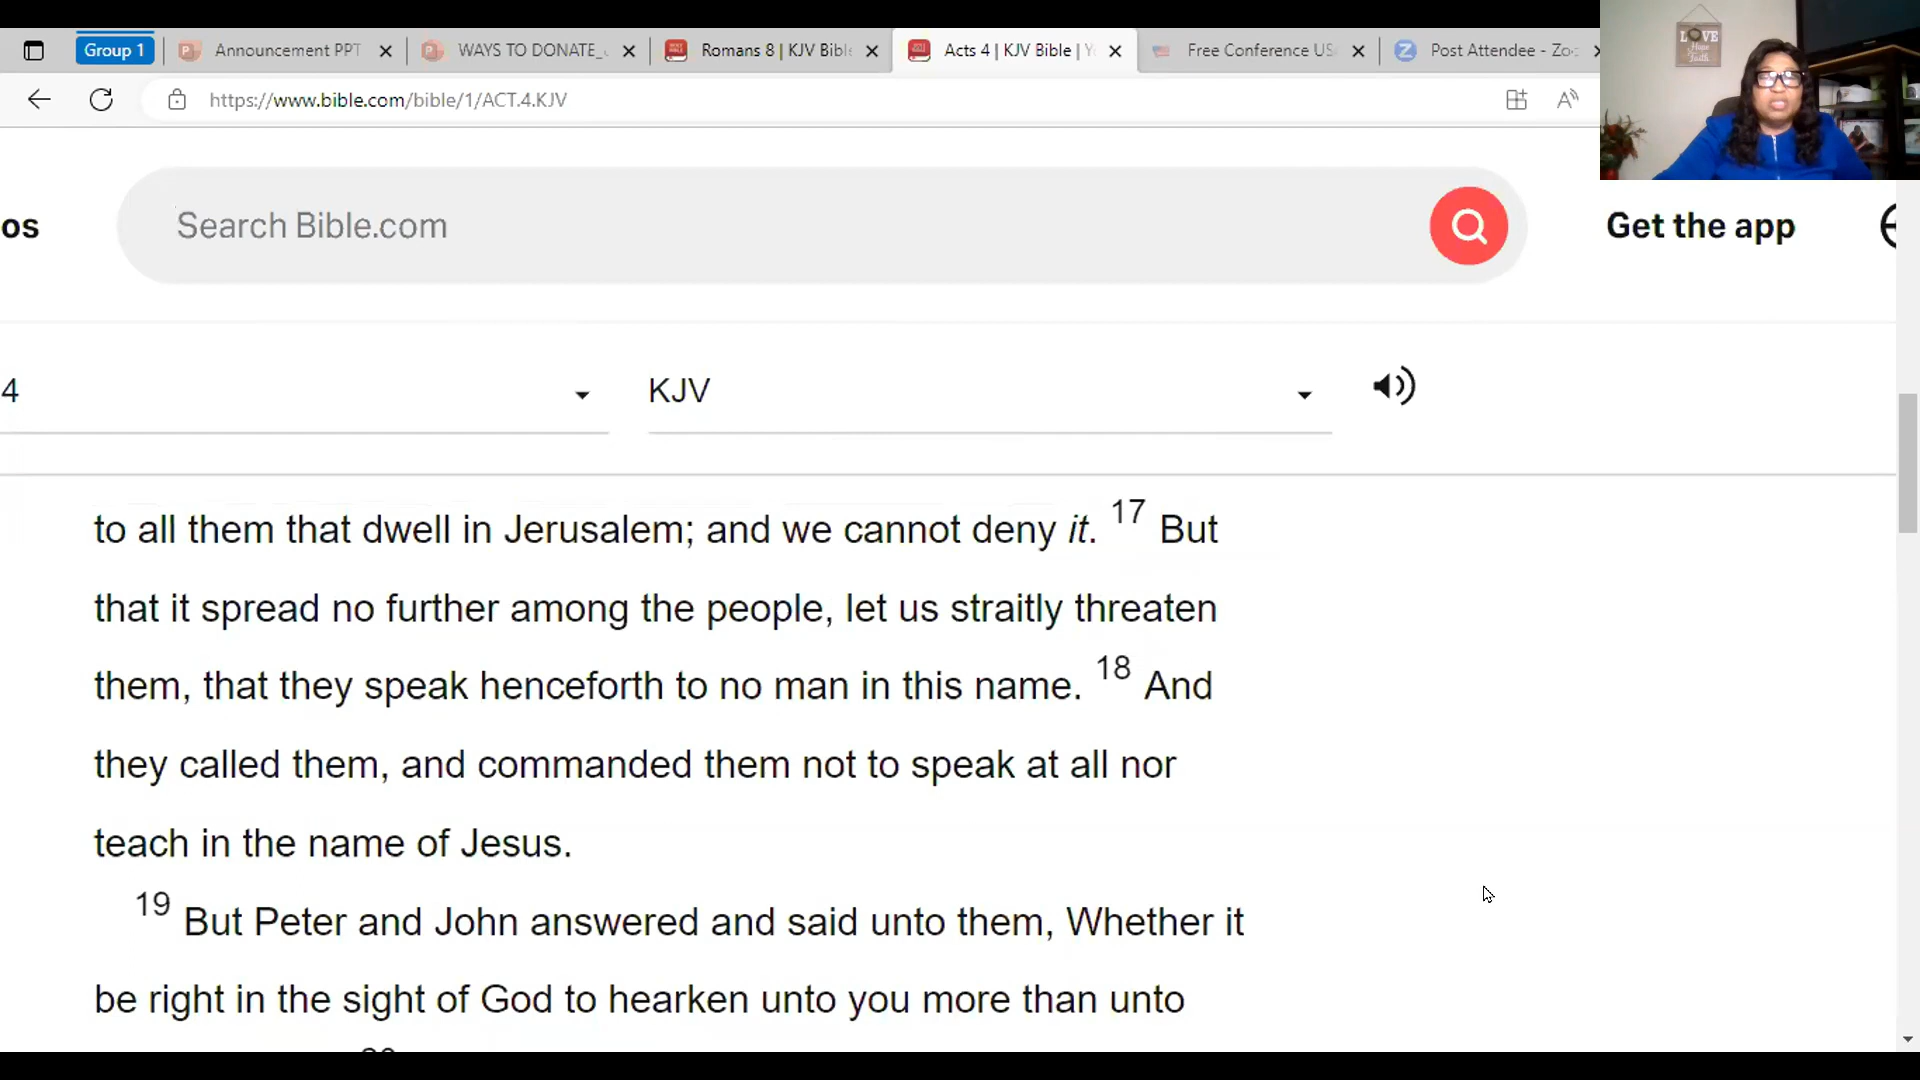 Group 1
Announcement PPT
WAYS TO DONATE_
Romans 8 | KJV Bible
Acts 4 | KJV Bible | Y
Free Conference US
Post Attendee - Zo
https://www.bible.com/bible/1/ACT.4.KJV
LOVE
Hope
Faith
os
Search Bible.com
Get the app
4
KJV
to all them that dwell in Jerusalem; and we cannot deny it. 17 But
that it spread no further among the people, let us straitly threaten
them, that they speak henceforth to no man in this name. 18 And
they called them, and commanded them not to speak at all nor
teach in the name of Jesus.
19 But Peter and John answered and said unto them, Whether it
be right in the sight of God to hearken unto you more than unto